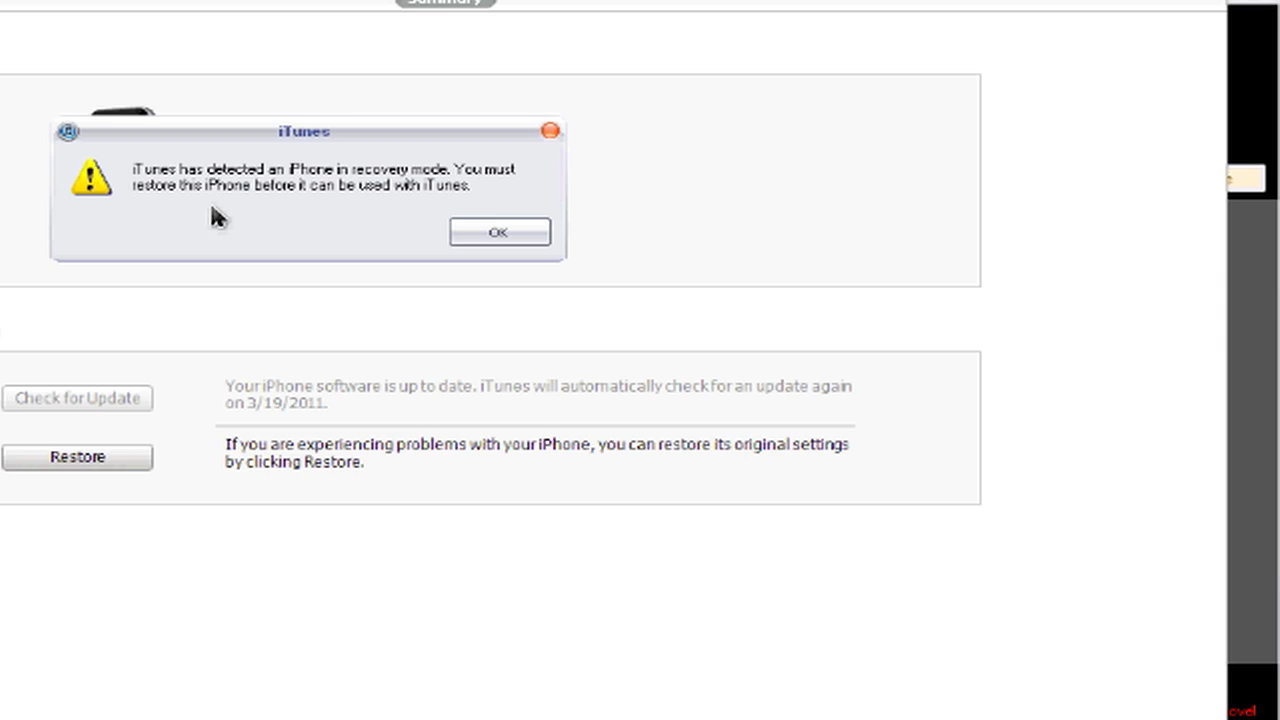 Summary
iTunes
iTunes has detected an iPhone in recovery mode. You must
restore this iPhone before it can be used with iTunes.
OK
Check for Update
Your iPhone software is up to date. iTunes will automatically check for an update again
on 3/19/2011.
Restore
If you are experiencing problems with your iPhone, you can restore its original settings
by clicking Restore.